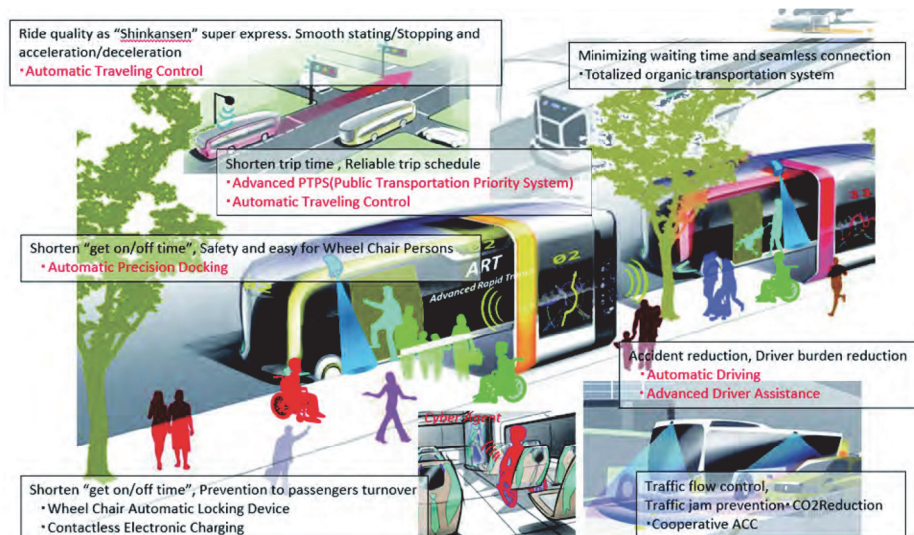 Ride quality as “Shinkansen” super express. Smooth stating/Stopping and
acceleration/deceleration
・Automatic Traveling Control
Minimizing waiting time and seamless connection
・Totalized organic transportation system
Shorten trip time , Reliable trip schedule
・Advanced PTPS(Public Transportation Priority System)
・Automatic Traveling Control
Shorten “get on/off time”, Safety and easy for Wheel Chair Persons
・Automatic Precision Docking
02
ART
Advanced Rapid Transit
02
Accident reduction, Driver burden reduction
・Automatic Driving
・Advanced Driver Assistance
Cyber Agent
Shorten “get on/off time”, Prevention to passengers turnover
・Wheel Chair Automatic Locking Device
・Contactless Electronic Charging
Traffic flow control,
Traffic jam prevention・CO2Reduction
・Cooperative ACC